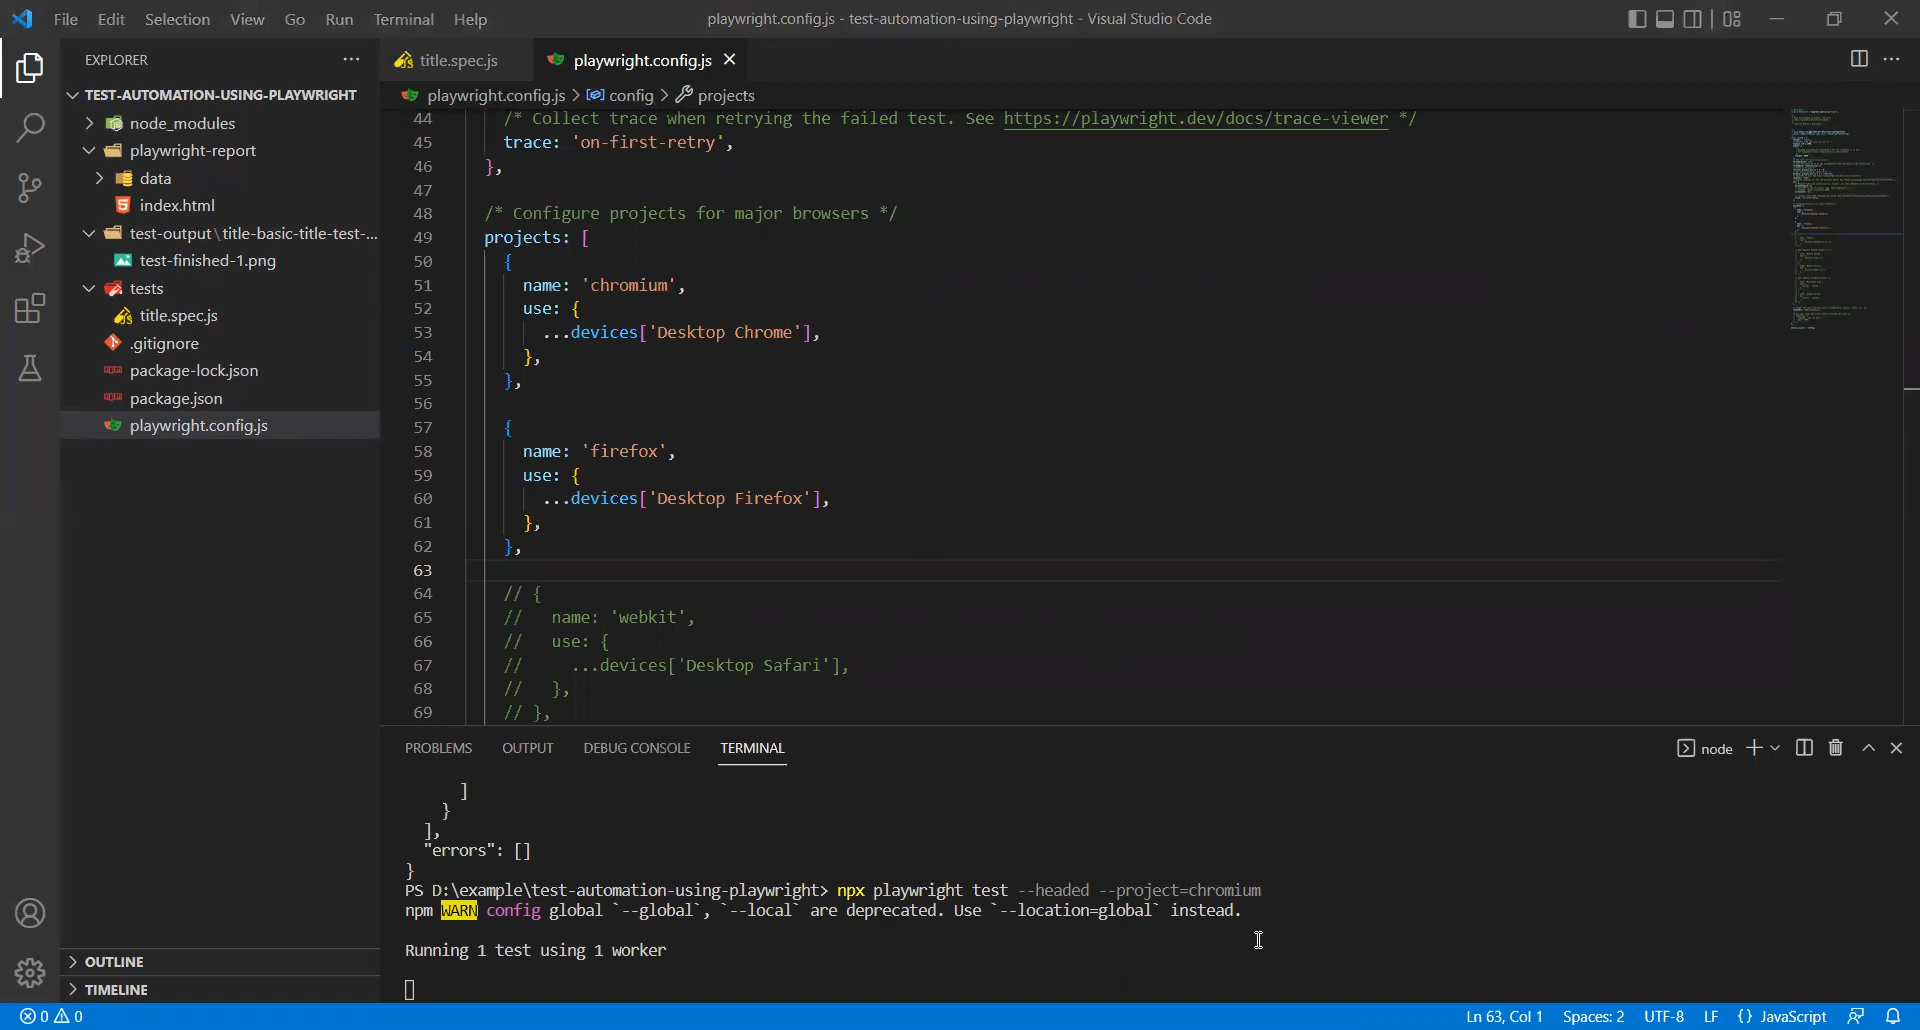 File Edit Selection View Go Run Terminal Help
playwright.config.js - test-automation-using-playwright - Visual Studio Code
EXPLORER
TEST-AUTOMATION-USING-PLAYWRIGHT
node_modules
playwright-report
data
index.html
test-output\title-basic-title-test-...
test-finished-1.png
tests
title.spec.js
.gitignore
package-lock.json
package.json
playwright.config.js
OUTLINE
TIMELINE
title.spec.js playwright.config.js
playwright.config.js > config > projects
44 /* Collect trace when retrying the failed test. See https://playwright.dev/docs/trace-viewer */
45 trace: 'on-first-retry',
46 },
47
48 /* Configure projects for major browsers */
49 projects: [
50 {
51 name: 'chromium',
52 use: {
53 ...devices['Desktop Chrome'],
54 },
55 },
56
57 {
58 name: 'firefox',
59 use: {
60 ...devices['Desktop Firefox'],
61 },
62 },
63
64 // {
65 // name: 'webkit',
66 // use: {
67 // ...devices['Desktop Safari'],
68 // },
69 // },
PROBLEMS OUTPUT DEBUG CONSOLE TERMINAL
node
]
}
],
"errors": []
}
PS D:\example\test-automation-using-playwright> npx playwright test --headed --project=chromium
npm WARN config global `--global`, `--local` are deprecated. Use `--location=global` instead.
Running 1 test using 1 worker
0 0
Ln 63, Col 1 Spaces: 2 UTF-8 LF {} JavaScript